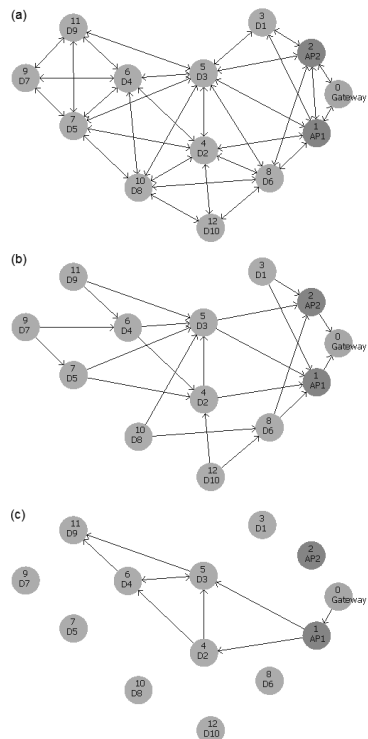 (a)
11
D9
3
D1
2
AP2
9
D7
6
D4
5
D3
0
Gateway
7
D5
1
AP1
4
D2
10
D8
8
D6
12
D10
(b)
11
D9
3
D1
2
AP2
9
D7
6
D4
5
D3
0
Gateway
7
D5
1
AP1
4
D2
10
D8
8
D6
12
D10
(c)
11
D9
3
D1
2
AP2
9
D7
6
D4
5
D3
0
Gateway
7
D5
1
AP1
4
D2
10
D8
8
D6
12
D10